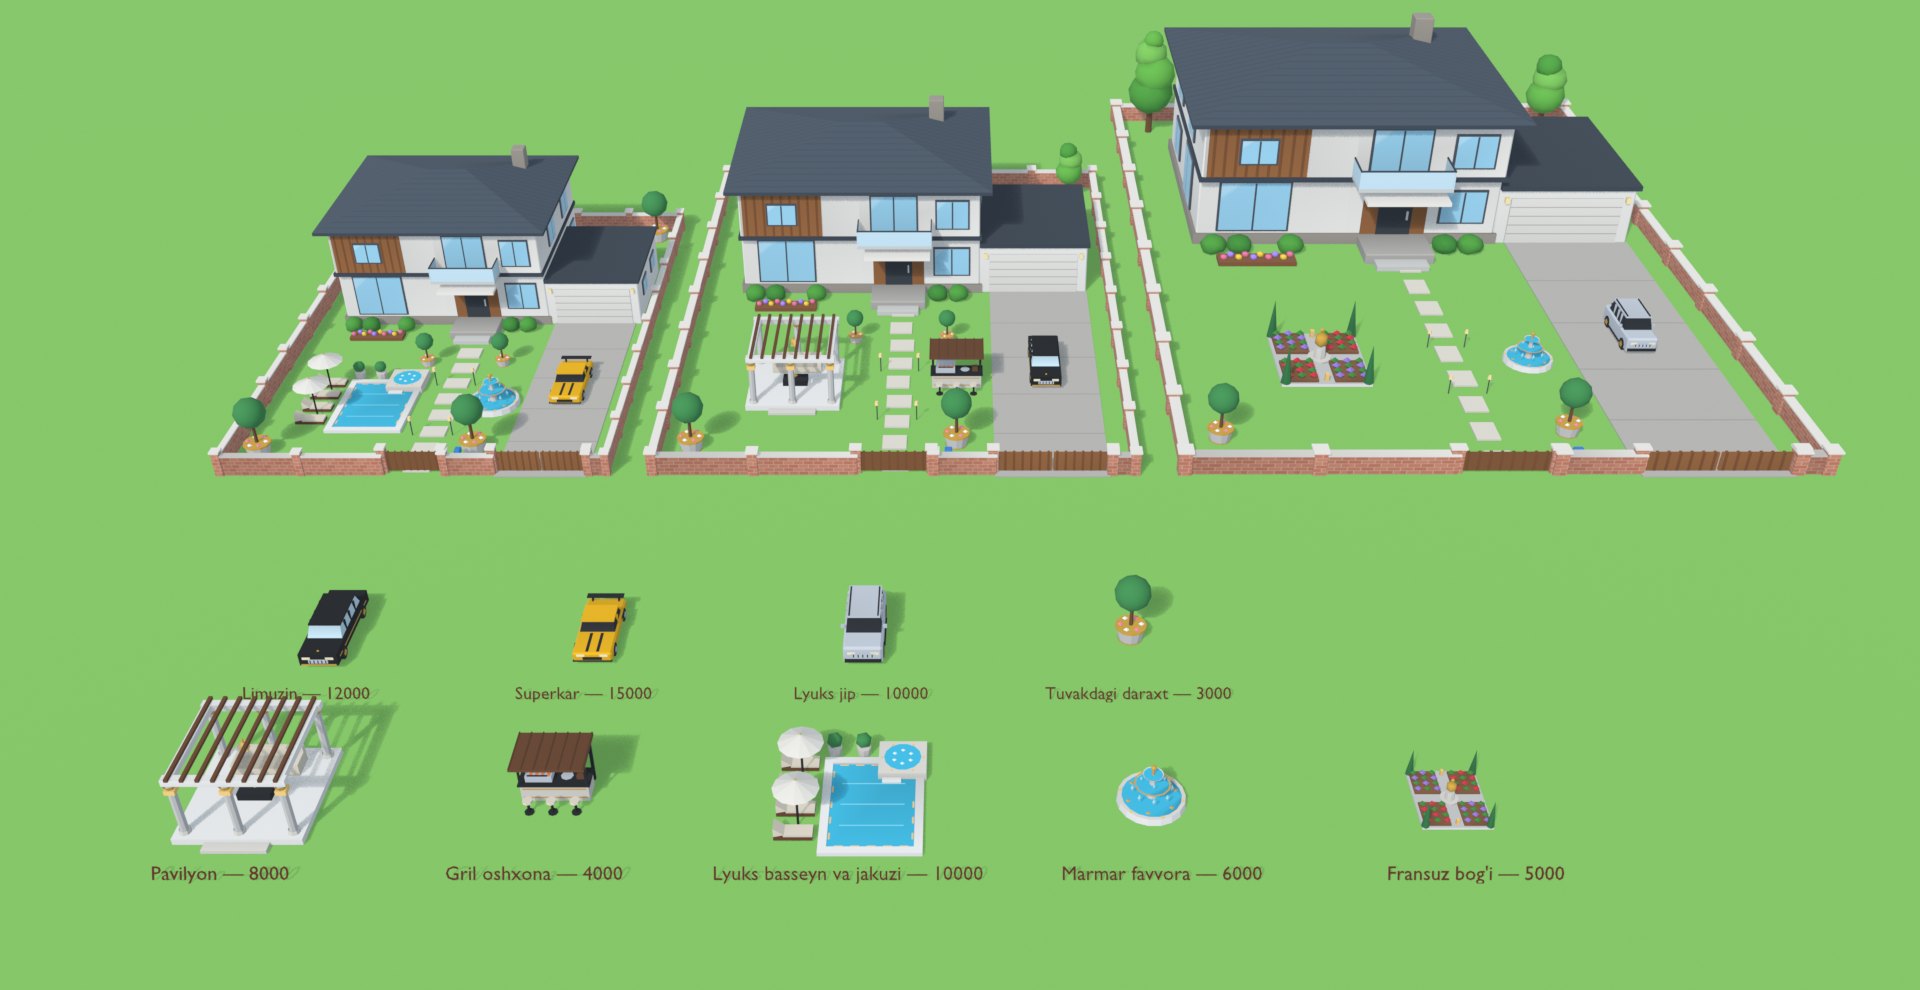 Limuzin — 12000
Superkar — 15000
Lyuks jip — 10000
Tuvakdagi daraxt — 3000
Pavilyon — 8000
Gril oshxona — 4000
Lyuks basseyn va jakuzi — 10000
Marmar favvora — 6000
Fransuz bog'i — 5000